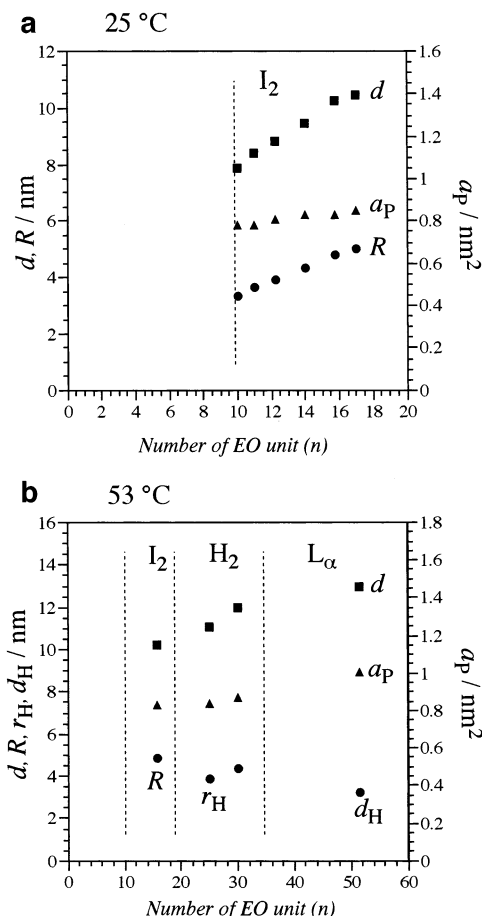 a 25 °C
12 1.6
I₂ d
10 1.4
1.2
8
1
d, R / nm 6 aₚ 0.8 aₚ / nm²
R
0.6
4
0.4
2
0.2
0 0
0 2 4 6 8 10 12 14 16 18 20
Number of EO unit (n)
b 53 °C
16 1.8
I₂ H₂ Lα
14 1.6
d
12 1.4
1.2
10
aₚ 1
d, R, r_H, d_H / nm 8 aₚ / nm²
0.8
6
0.6
R
4 r_H
d_H 0.4
2
0.2
0 0
0 10 20 30 40 50 60
Number of EO unit (n)